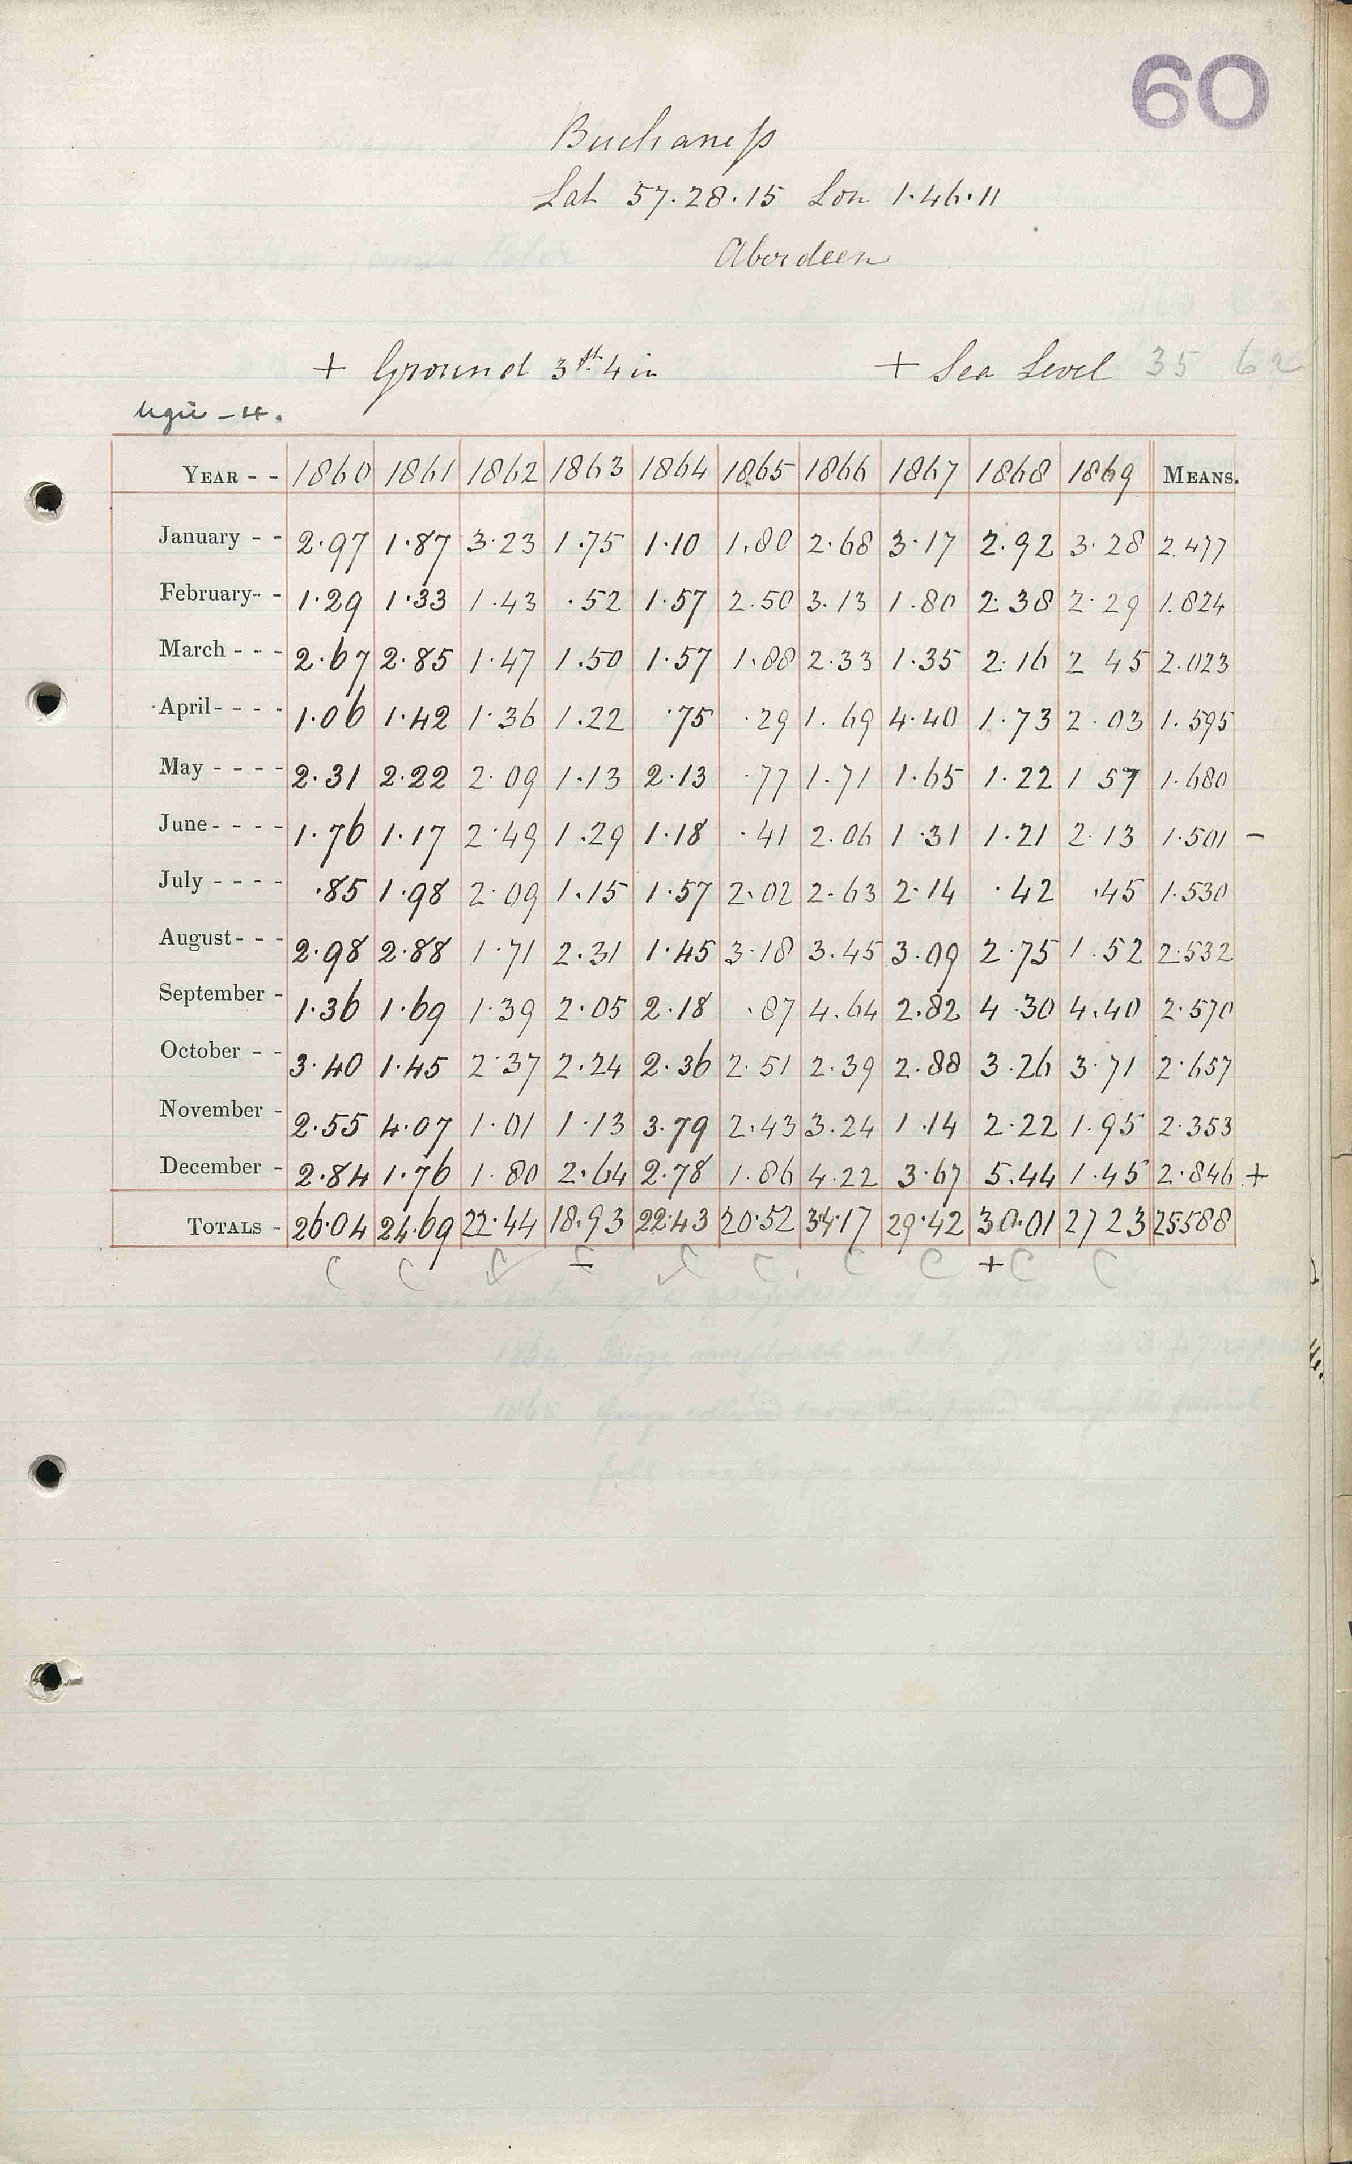 60
Buchaness
Lat 57.28.15 Lon 1.46.11
Aberdeen
+ Ground 3ft. 4 in + Sea Level 35 62
Ugie - 4.
YEAR - - 1860 1861 1862 1863 1864 1865 1866 1867 1868 1869 MEANS.
January - - 2.97 1.87 3.23 1.75 1.10 1.80 2.68 3.17 2.92 3.28 2.477
February - - 1.29 1.33 1.43 .52 1.57 2.50 3.13 1.80 2.38 2.29 1.824
March - - - 2.67 2.85 1.47 1.50 1.57 1.88 2.33 1.35 2.16 2 45 2.023
April - - - - 1.06 1.42 1.36 1.22 .75 .29 1.69 4.40 1.73 2.03 1.595
May - - - - 2.31 2.22 2.09 1.13 2.13 .77 1.71 1.65 1.22 1 57 1.680
June - - - - 1.76 1.17 2.49 1.29 1.18 .41 2.06 1.31 1.21 2.13 1.501 -
July - - - - .85 1.98 2.09 1.15 1.57 2.02 2.63 2.14 .42 .45 1.530
August - - - 2.98 2.88 1.71 2.31 1.45 3.18 3.45 3.09 2.75 1.52 2.532
September - 1.36 1.69 1.39 2.05 2.18 .87 4.64 2.82 4.30 4.40 2.570
October - - 3.40 1.45 2.37 2.24 2.36 2.51 2.39 2.88 3.26 3.71 2.657
November - 2.55 4.07 1.01 1.13 3.79 2.43 3.24 1.14 2.22 1.95 2.353
December - 2.84 1.76 1.80 2.64 2.78 1.86 4.22 3.67 5.44 1.45 2.846 +
TOTALS - 26.04 24.69 22.44 18.93 22.43 20.52 34.17 29.42 30.01 27 23 25588
C C C C C C C C + C C